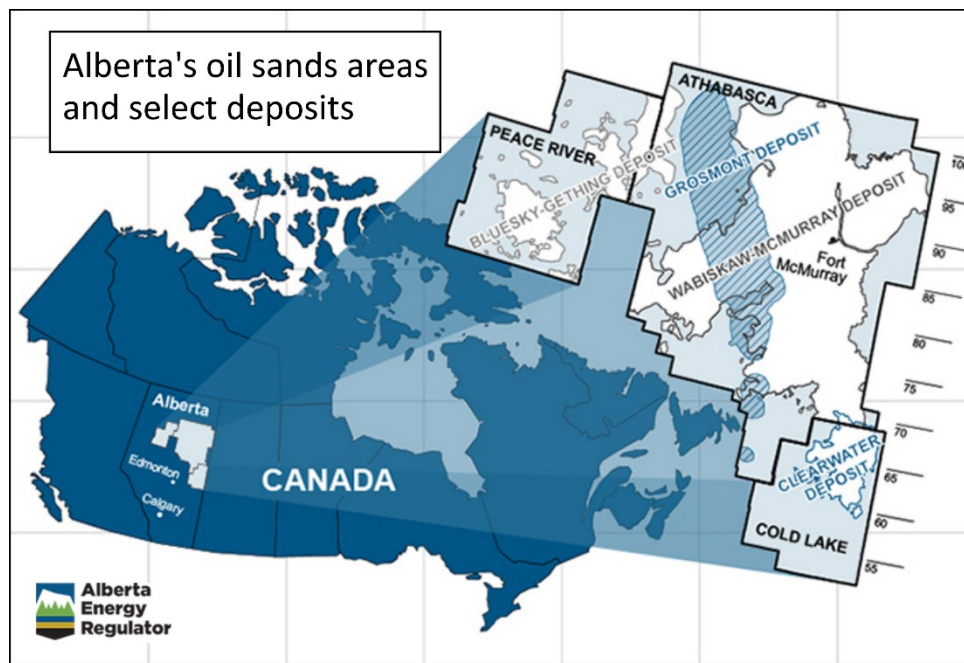 Alberta's oil sands areas
and select deposits
ATHABASCA
PEACE RIVER
BLUESKY-GETHING DEPOSIT
GROSMONT DEPOSIT
WABISKAW-MCMURRAY DEPOSIT
Fort
McMurray
100
95
90
85
80
75
70
65
60
55
CLEARWATER
DEPOSIT
COLD LAKE
Alberta
Edmonton
Calgary
CANADA
Alberta
Energy
Regulator